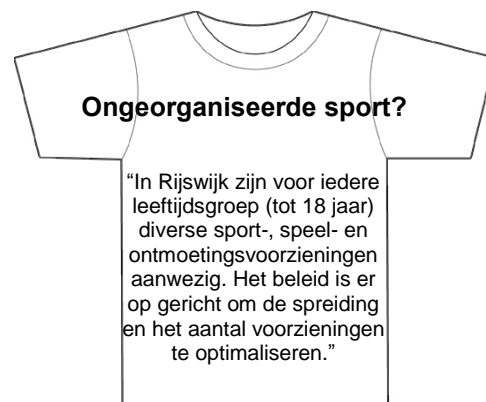 Ongeorganiseerde sport?
“In Rijswijk zijn voor iedere
leeftijdsgroep (tot 18 jaar)
diverse sport-, speel- en
ontmoetingsvoorzieningen
aanwezig. Het beleid is er
op gericht om de spreiding
en het aantal voorzieningen
te optimaliseren.”